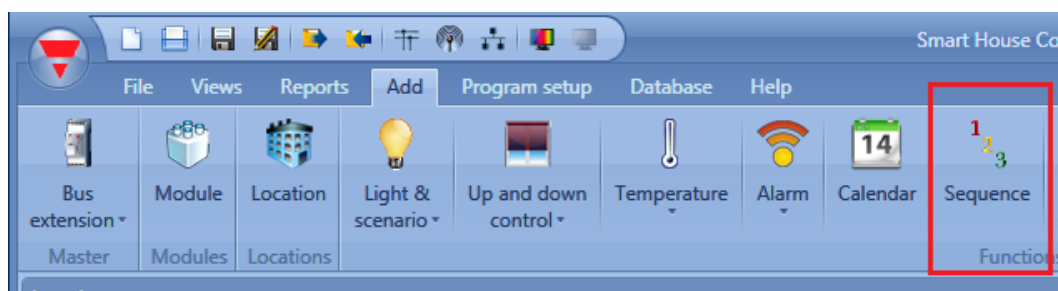 Smart House Co
File Views Reports Add Program setup Database Help
14
1
2
3
Bus extension
Module
Location
Light & scenario
Up and down control
Temperature
Alarm
Calendar
Sequence
Master
Modules
Locations
Functions